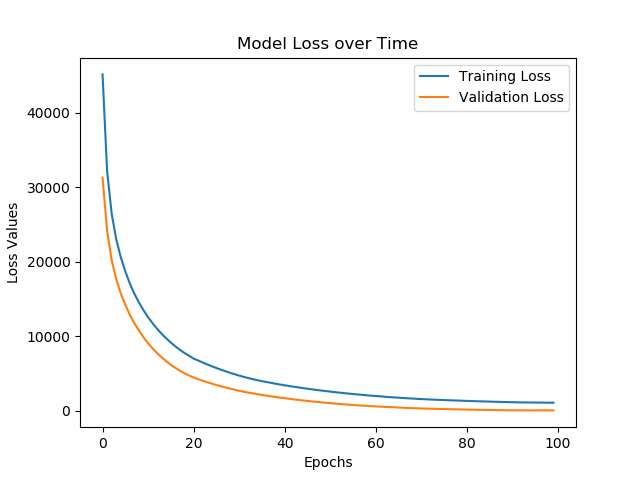 Model Loss over Time
Training Loss
Validation Loss
Loss Values
40000
30000
20000
10000
0
0 20 40 60 80 100
Epochs